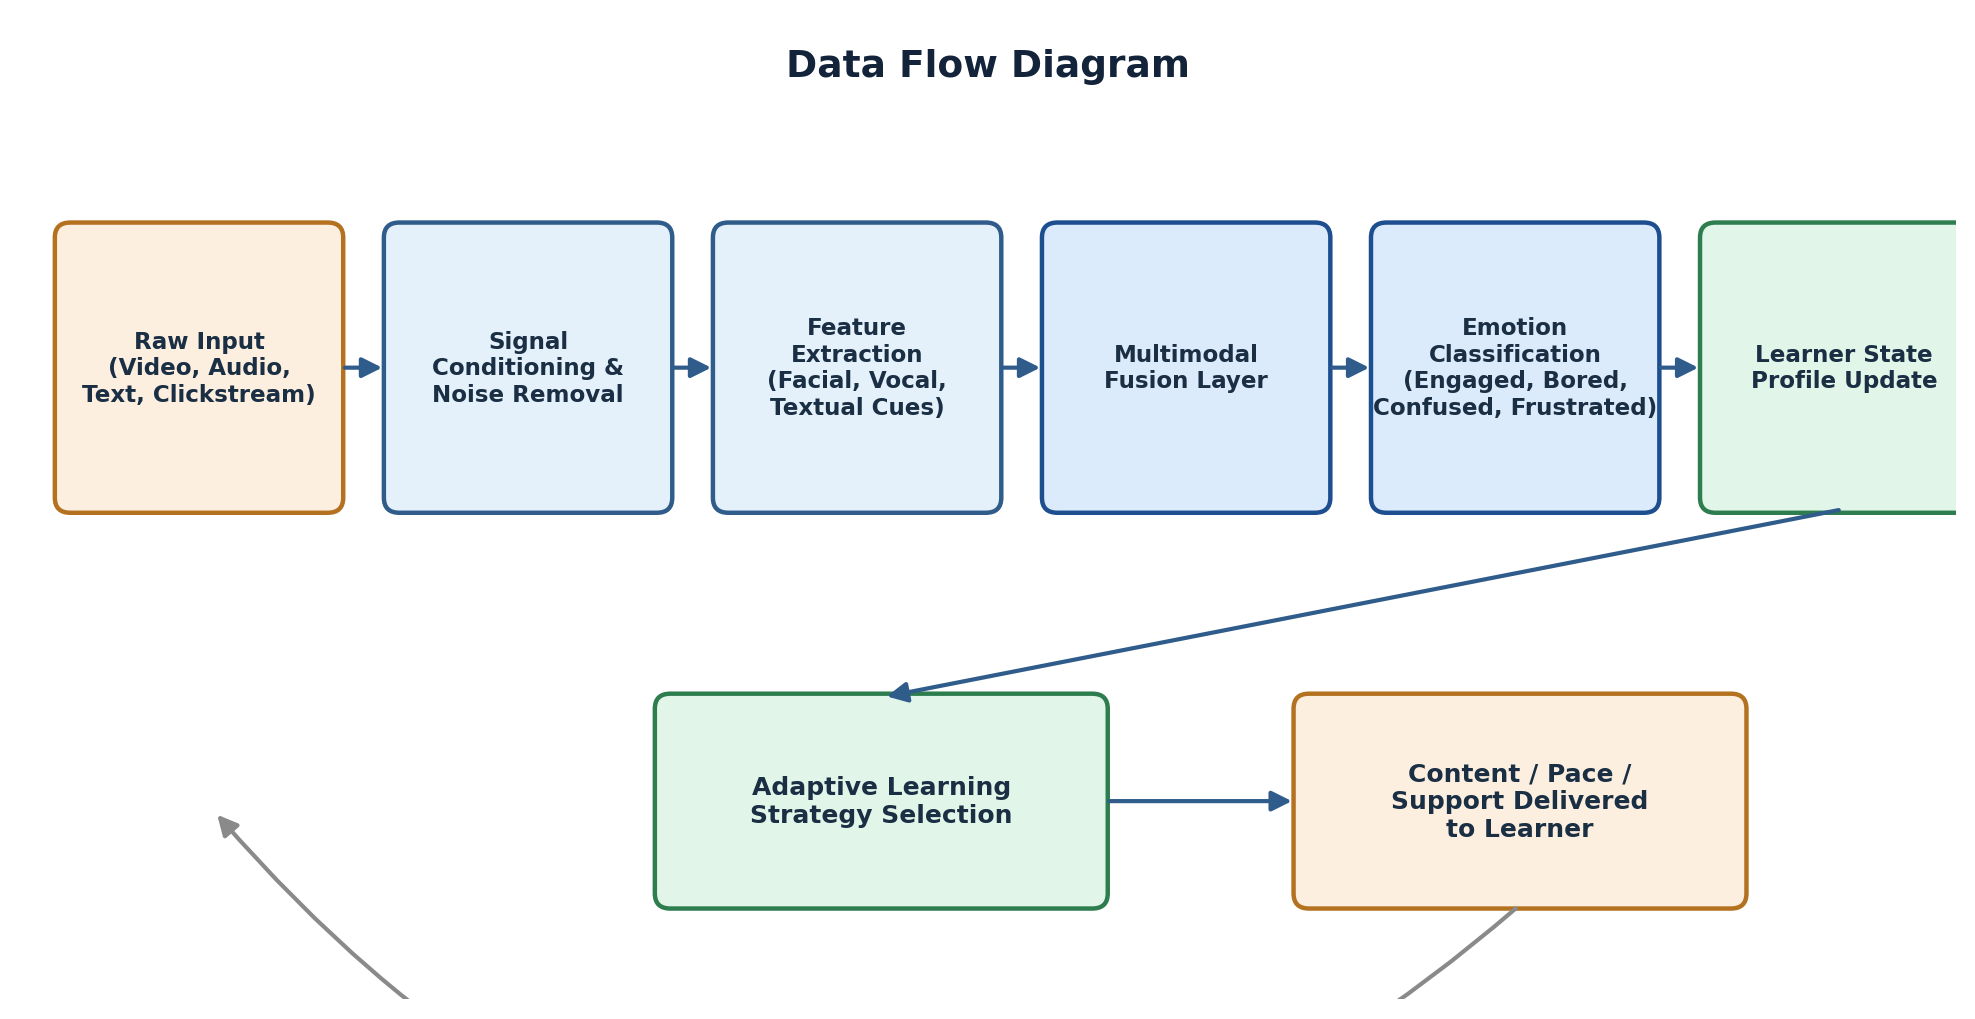 Data Flow Diagram
Raw Input
(Video, Audio,
Text, Clickstream)
Signal
Conditioning &
Noise Removal
Feature
Extraction
(Facial, Vocal,
Textual Cues)
Multimodal
Fusion Layer
Emotion
Classification
(Engaged, Bored,
Confused, Frustrated)
Learner State
Profile Update
Adaptive Learning
Strategy Selection
Content / Pace /
Support Delivered
to Learner